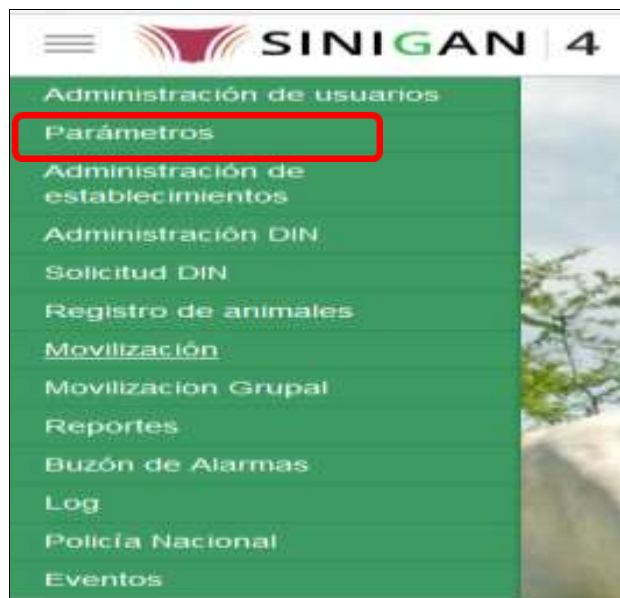 SINIGAN | 4
Administración de usuarios
Parámetros
Administración de
establecimientos
Administración DIN
Solicitud DIN
Registro de animales
Movilización
Movilizacion Grupal
Reportes
Buzón de Alarmas
Log
Policía Nacional
Eventos